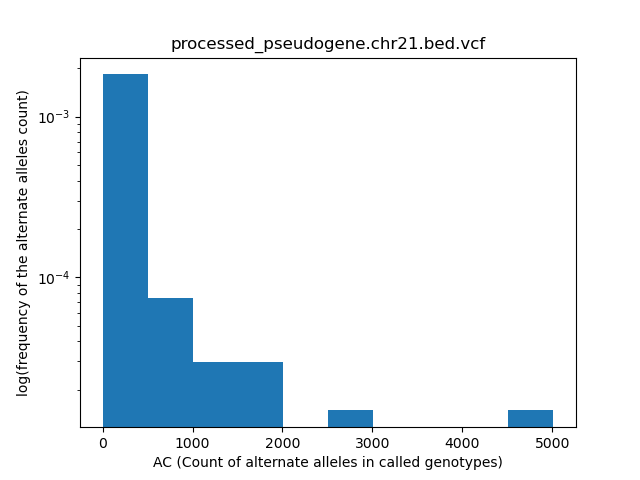 processed_pseudogene.chr21.bed.vcf
log(frequency of the alternate alleles count)
10⁻³
10⁻⁴
0 1000 2000 3000 4000 5000
AC (Count of alternate alleles in called genotypes)